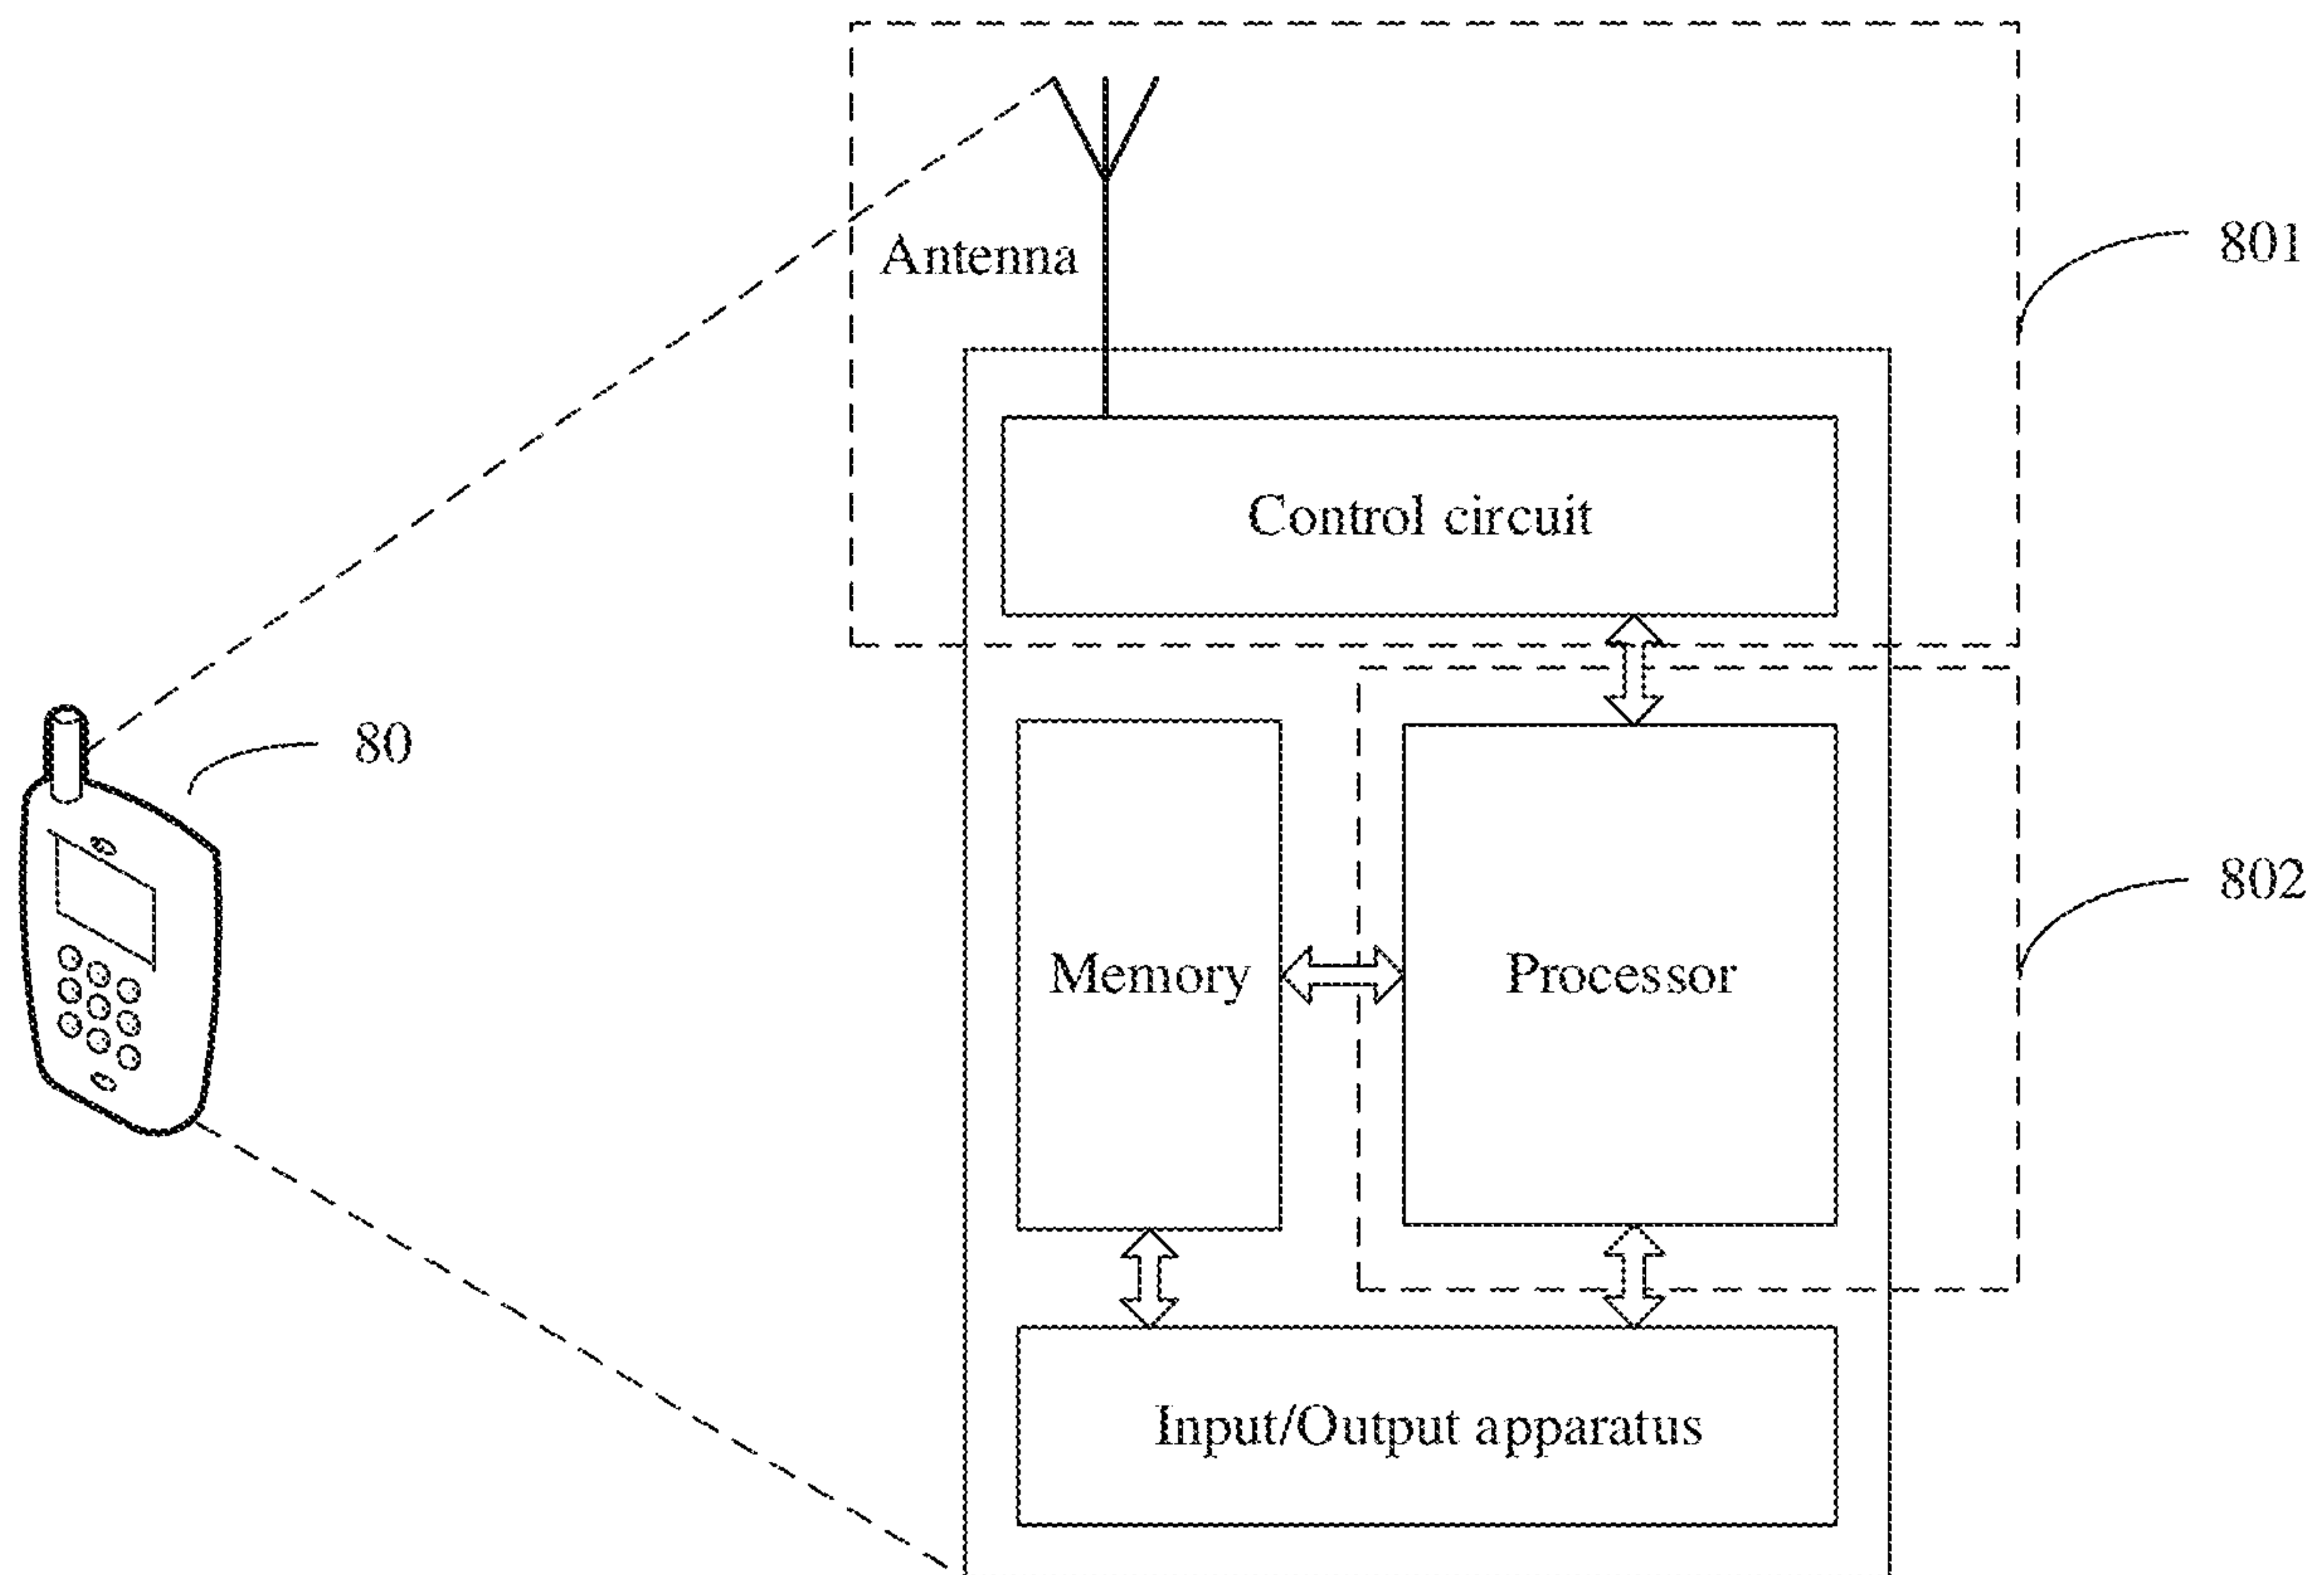 801
Antenna
Control circuit
80
802
Memory
Processor
Input/Output apparatus